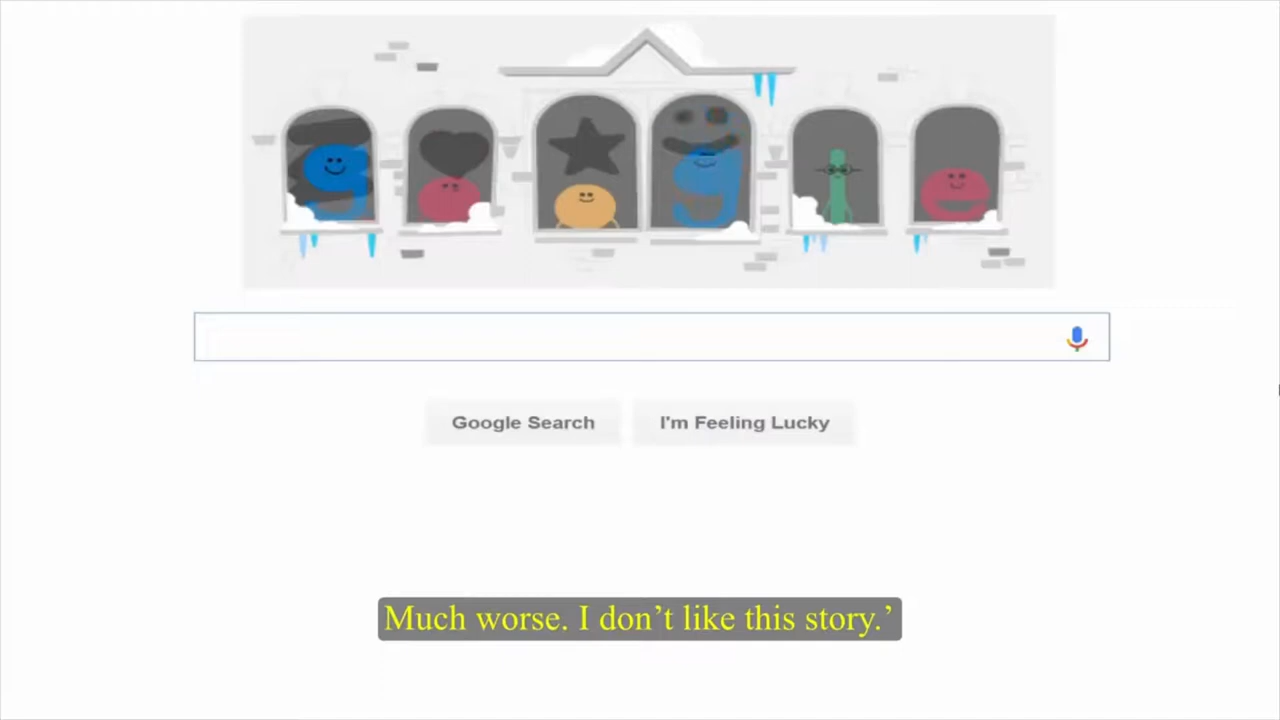 Google Search
I'm Feeling Lucky
Much worse. I don’t like this story.’